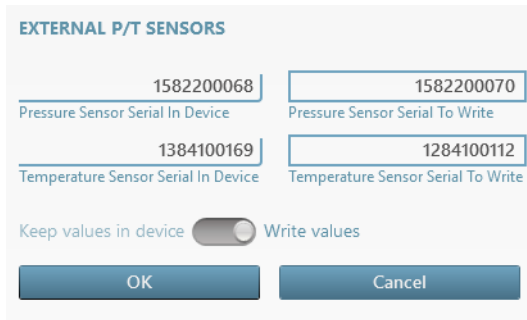 EXTERNAL P/T SENSORS
1582200068 1582200070
Pressure Sensor Serial In Device Pressure Sensor Serial To Write
1384100169 1284100112
Temperature Sensor Serial In Device Temperature Sensor Serial To Write
Keep values in device Write values
OK Cancel